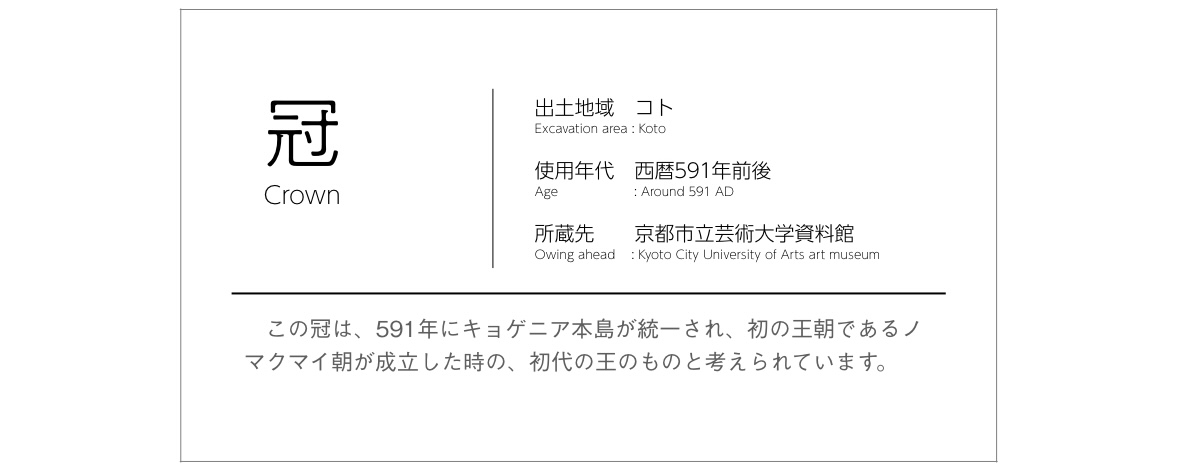 冠
Crown
出土地域　コト
Excavation area : Koto
使用年代　西暦591年前後
Age : Around 591 AD
所蔵先　京都市立芸術大学資料館
Owing ahead : Kyoto City University of Arts art museum
この冠は、591年にキョゲニア本島が統一され、初の王朝であるノ
マクマイ朝が成立した時の、初代の王のものと考えられています。